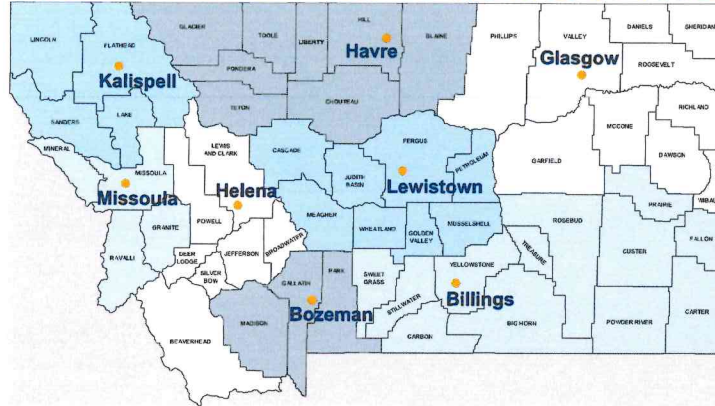 LINCOLN
FLATHEAD
GLACIER
TOOLE
LIBERTY
HILL
BLAINE
PHILLIPS
VALLEY
DANIELS
SHERIDAN
ROOSEVELT
Kalispell
Havre
Glasgow
PONDERA
TETON
CHOUTEAU
RICHLAND
SANDERS
LAKE
MINERAL
MISSOULA
LEWIS
AND CLARK
CASCADE
FERGUS
PETROLEUM
GARFIELD
MCCONE
DAWSON
JUDITH
BASIN
Missoula
Helena
Lewistown
PRAIRIE
WIBAU
GRANITE
POWELL
MEAGHER
WHEATLAND
GOLDEN
VALLEY
MUSSELSHELL
ROSEBUD
TREASURE
CUSTER
FALLON
RAVALLI
DEER
LODGE
JEFFERSON
BROADWATER
SILVER
BOW
GALLATIN
PARK
SWEET
GRASS
STILLWATER
YELLOWSTONE
Billings
Bozeman
MADISON
BEAVERHEAD
CARBON
BIG HORN
POWDER RIVER
CARTER